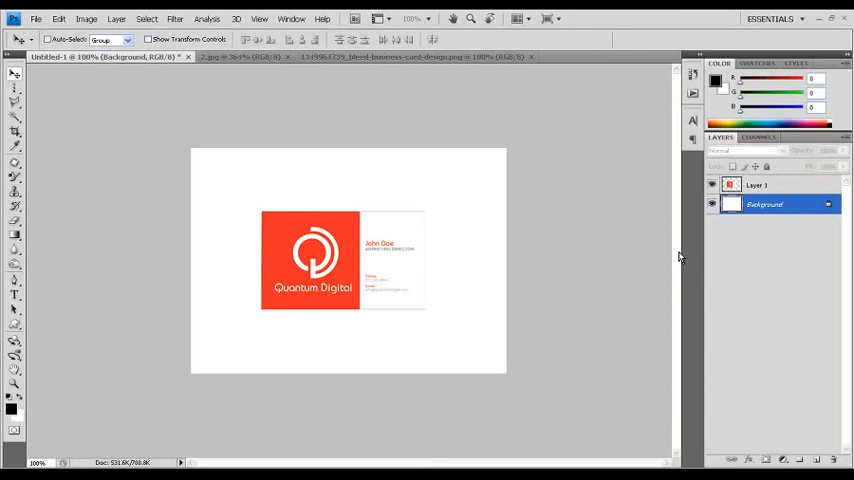 Ps File Edit Image Layer Select Filter Analysis 3D View Window Help Br 100% ESSENTIALS
Auto-Select: Group Show Transform Controls
Untitled-1 @ 100% (Background, RGB/8) * 2.jpg @ 364% (RGB/8) 1349964739_bleed-business-card-design.png @ 100% (RGB/8)
COLOR SWATCHES STYLES
R 0
G 0
B 0
LAYERS CHANNELS
Normal Opacity: 100%
Lock: Fill: 100%
Layer 1
Background
John Doe
MARKETING DIRECTOR
Phone
Email
Quantum Digital
100% Doc: 531.6K/708.8K